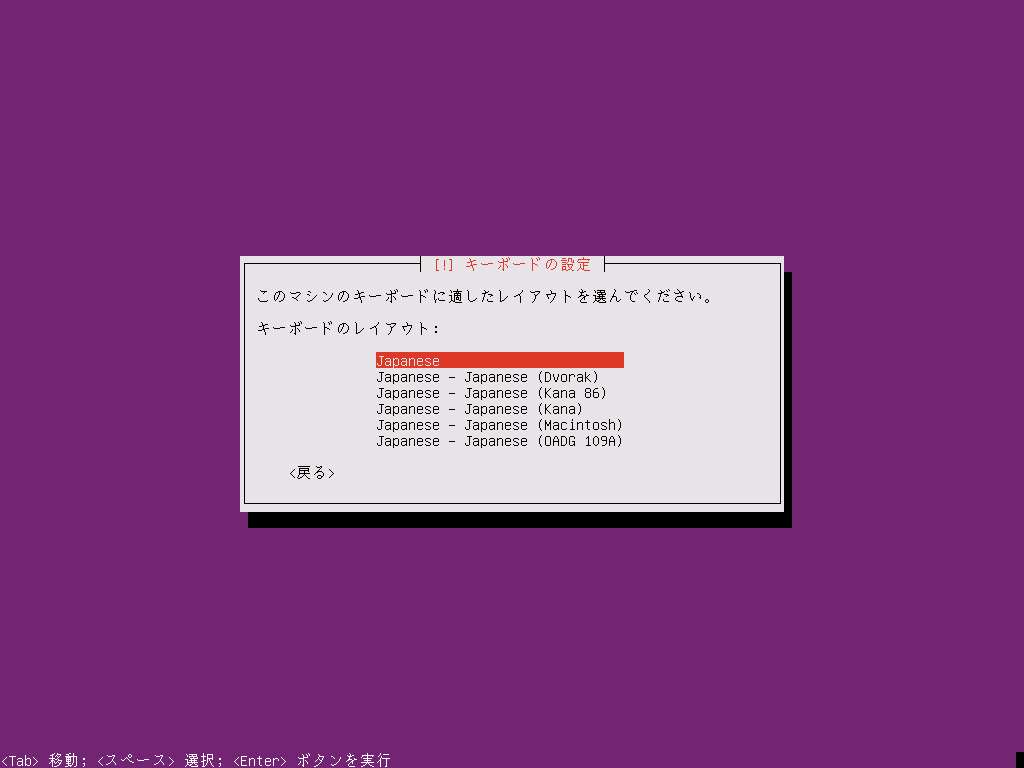 [!] キーボードの設定
このマシンのキーボードに適したレイアウトを選んでください。
キーボードのレイアウト:
Japanese
Japanese - Japanese (Dvorak)
Japanese - Japanese (Kana 86)
Japanese - Japanese (Kana)
Japanese - Japanese (Macintosh)
Japanese - Japanese (OADG 109A)
<戻る>
<Tab> 移動; <スペース> 選択; <Enter> ボタンを実行